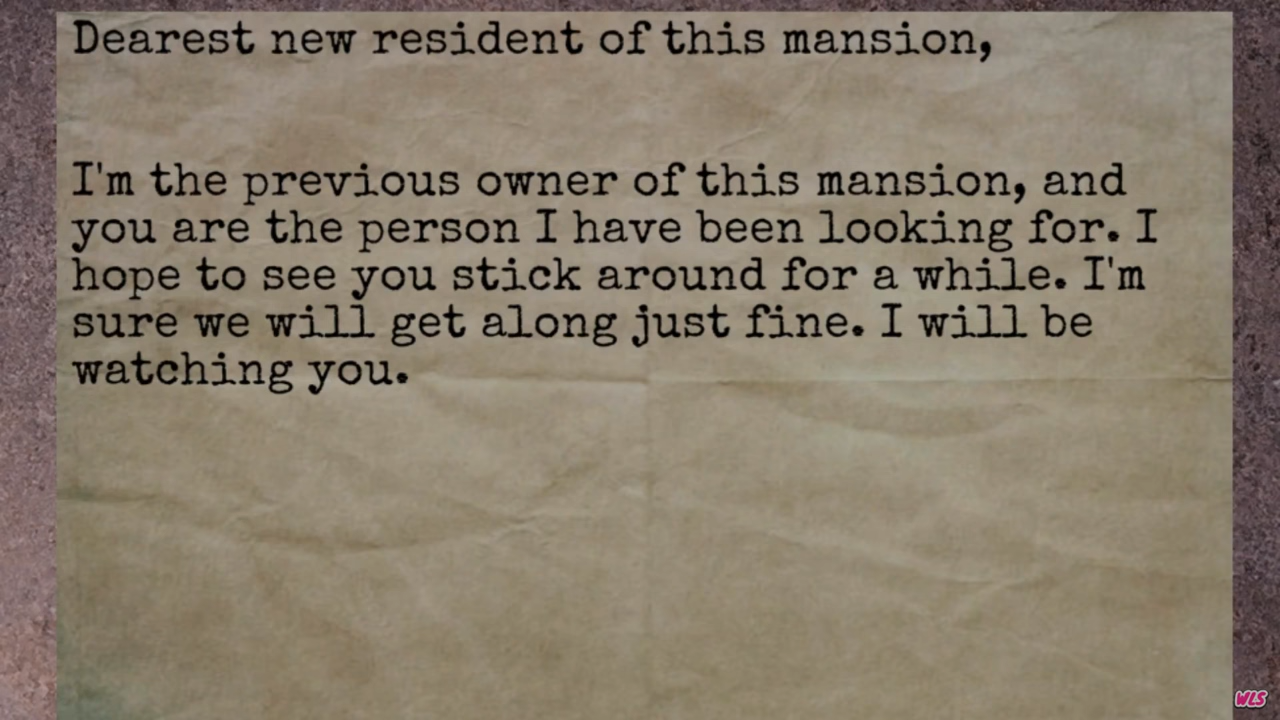 Dearest new resident of this mansion,
I'm the previous owner of this mansion, and
you are the person I have been looking for. I
hope to see you stick around for a while. I'm
sure we will get along just fine. I will be
watching you.
WLS